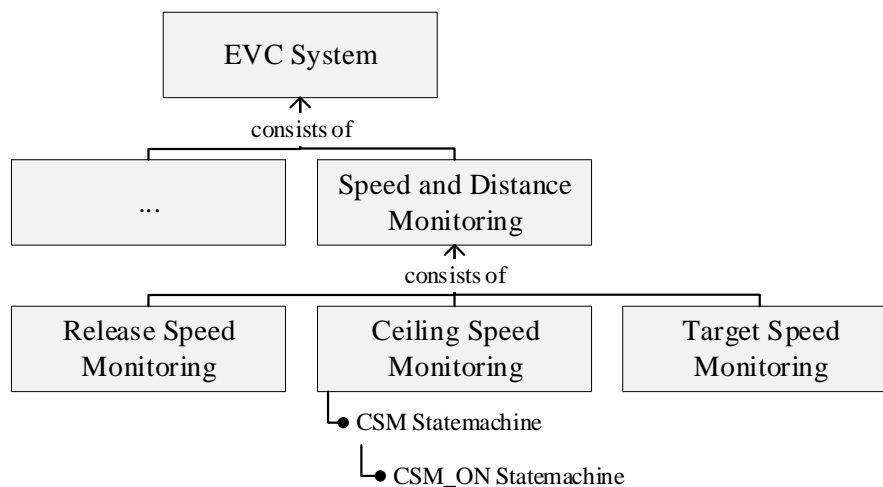 EVC System
consists of
...
Speed and Distance
Monitoring
consists of
Release Speed
Monitoring
Ceiling Speed
Monitoring
Target Speed
Monitoring
CSM Statemachine
CSM_ON Statemachine